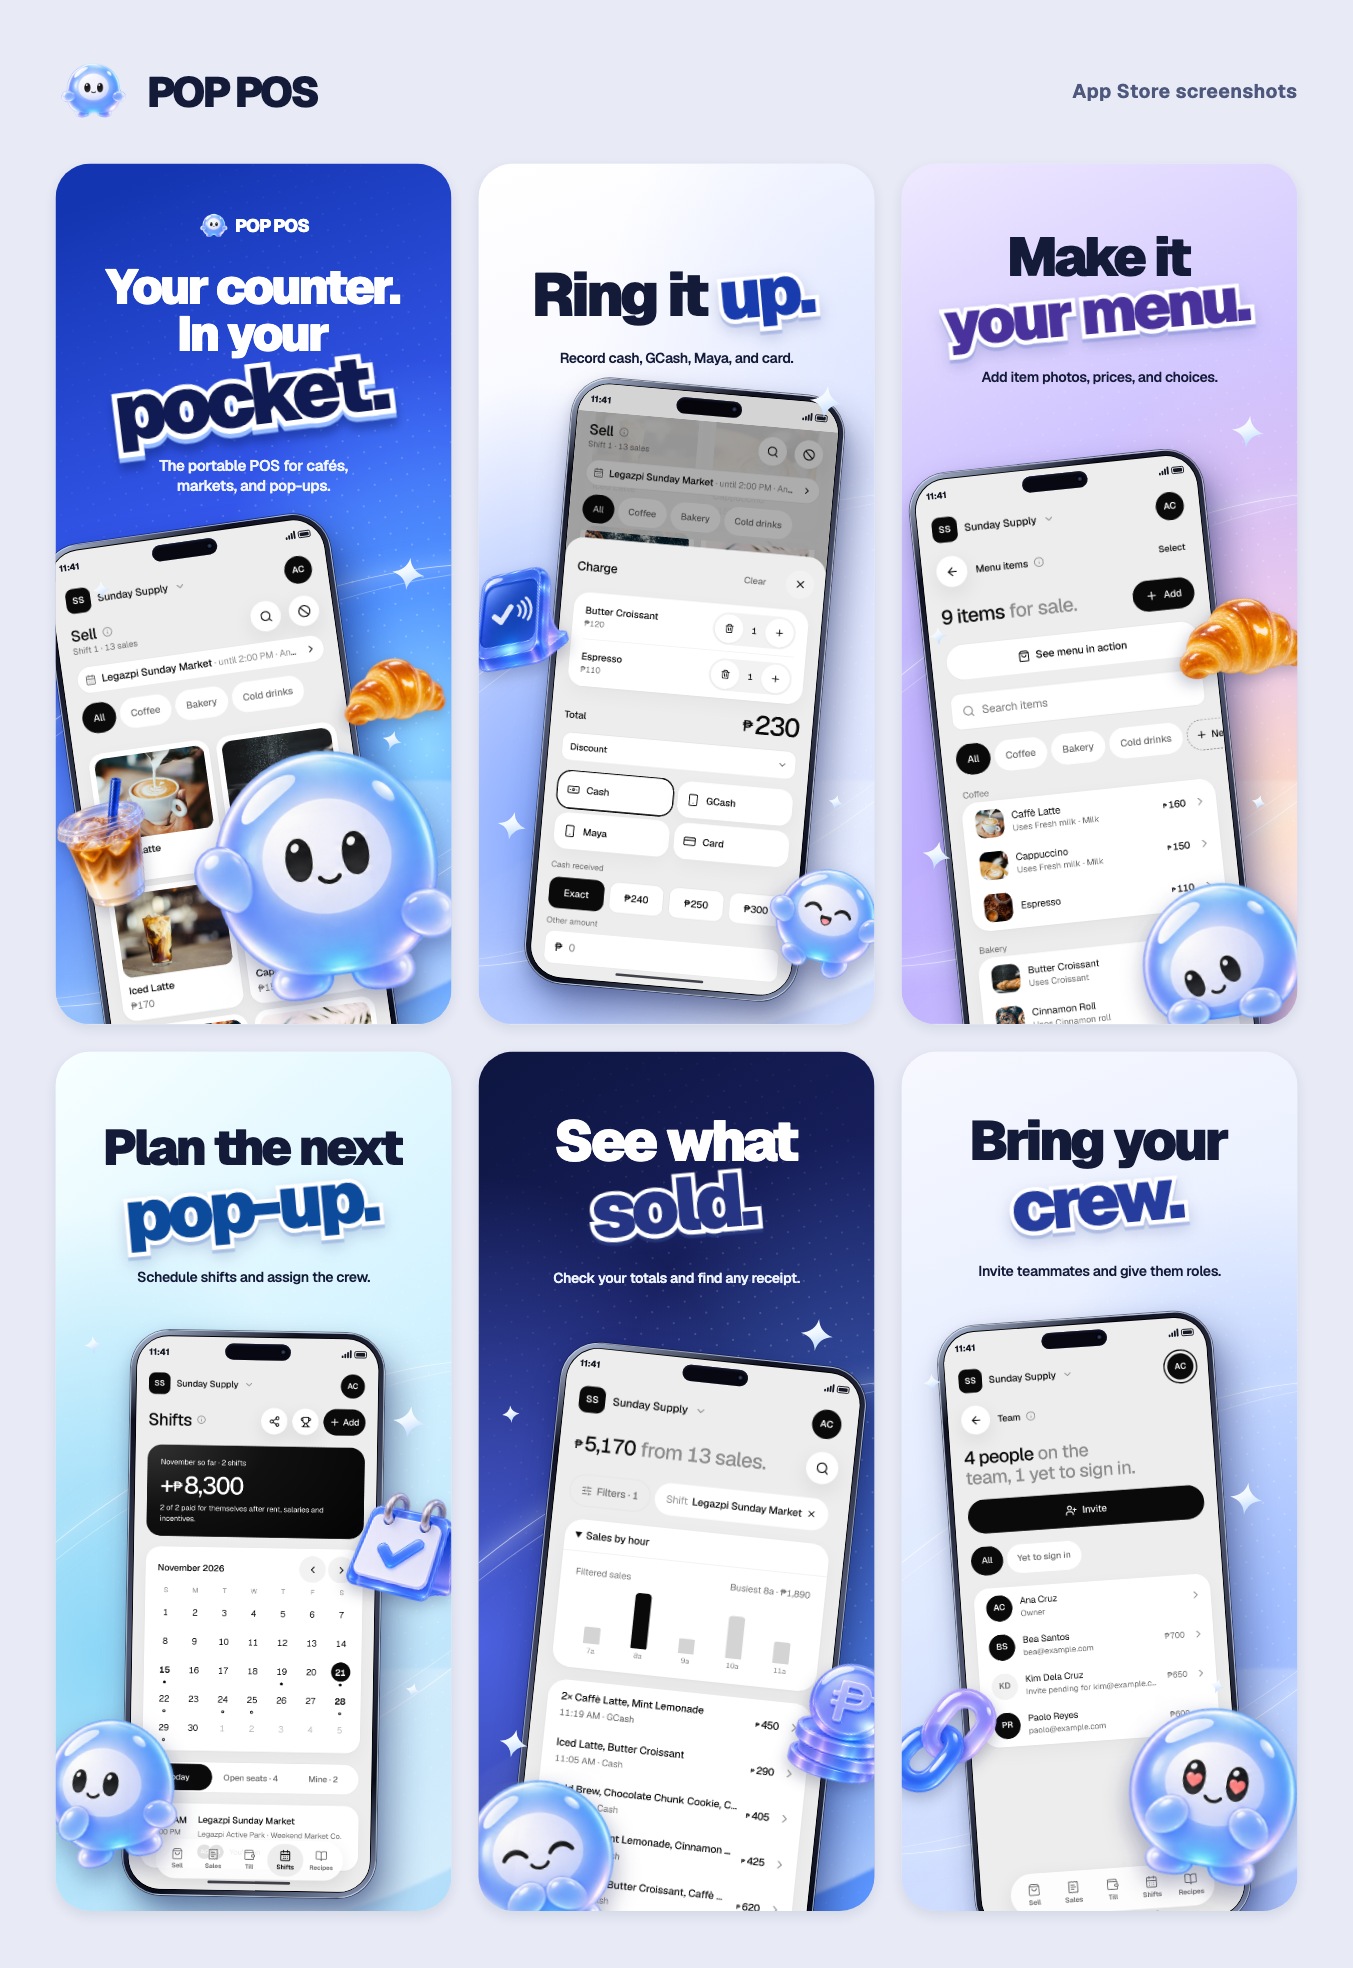 POP POS
App Store screenshots
POP POS
Your counter.
In your
pocket.
The portable POS for cafés,
markets, and pop-ups.
11:41
SS Sunday Supply AC
Sell
Shift 1 · 13 sales
Legazpi Sunday Market · until 2:00 PM · An...
All Coffee Bakery Cold drinks
Iced Latte
₱170
Ring it up.
Record cash, GCash, Maya, and card.
11:41
Sell
Shift 1 · 13 sales
Legazpi Sunday Market · until 2:00 PM · An...
All Coffee Bakery Cold drinks
Charge Clear
Butter Croissant
₱120
1
Espresso
₱110
1
Total ₱230
Discount
Cash GCash
Maya Card
Cash received
Exact ₱240 ₱250 ₱300
Other amount
₱ 0
Make it
your menu.
Add item photos, prices, and choices.
11:41
SS Sunday Supply AC
Menu items Select
9 items for sale. + Add
See menu in action
Search items
All Coffee Bakery Cold drinks + Ne
Coffee
Caffè Latte ₱160
Uses Fresh milk · Milk
Cappuccino ₱150
Uses Fresh milk · Milk
Espresso ₱110
Bakery
Butter Croissant
Uses Croissant
Cinnamon Roll
Uses Cinnamon roll
Plan the next
pop-up.
Schedule shifts and assign the crew.
11:41
SS Sunday Supply AC
Shifts + Add
November so far · 2 shifts
+₱8,300
2 of 2 paid for themselves after rent, salaries and
incentives.
November 2026
S M T W T F S
1 2 3 4 5 6 7
8 9 10 11 12 13 14
15 16 17 18 19 20 21
22 23 24 25 26 27 28
29 30 1 2 3 4 5
Open seats · 4 Mine · 2
Legazpi Sunday Market
Legazpi Active Park · Weekend Market Co.
Sell Sales Till Shifts Recipes
See what
sold.
Check your totals and find any receipt.
11:41
SS Sunday Supply AC
₱5,170 from 13 sales.
Filters · 1 Shift Legazpi Sunday Market ×
Sales by hour
Filtered sales Busiest 8a · ₱1,890
7a 8a 9a 10a 11a
2× Caffè Latte, Mint Lemonade ₱450
11:19 AM · GCash
Iced Latte, Butter Croissant ₱290
11:05 AM · Cash
Brew, Chocolate Chunk Cookie, C... ₱405
Cash
Lemonade, Cinnamon ... ₱425
Butter Croissant, Caffè ... ₱620
Bring your
crew.
Invite teammates and give them roles.
11:41
SS Sunday Supply AC
Team
4 people on the
team, 1 yet to sign in.
Invite
All Yet to sign in
AC Ana Cruz
Owner
BS Bea Santos ₱700
bea@example.com
KD Kim Dela Cruz ₱650
Invite pending for kim@example.c...
PR Paolo Reyes ₱600
paolo@example.com
Sell Sales Till Shifts Recipes